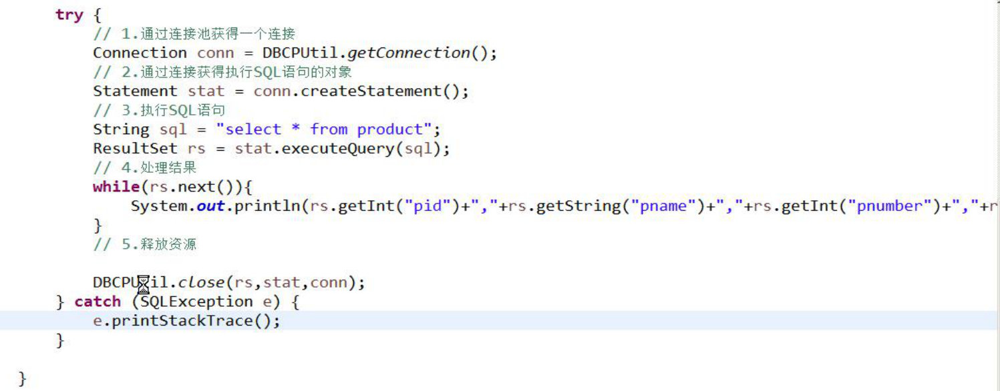 try {
// 1.通过连接池获得一个连接
Connection conn = DBCPUtil.getConnection();
// 2.通过连接获得执行SQL语句的对象
Statement stat = conn.createStatement();
// 3.执行SQL语句
String sql = "select * from product";
ResultSet rs = stat.executeQuery(sql);
// 4.处理结果
while(rs.next()){
System.out.println(rs.getInt("pid")+","+rs.getString("pname")+","+rs.getInt("pnumber")+","+r
}
// 5.释放资源
DBCPUtil.close(rs,stat,conn);
} catch (SQLException e) {
e.printStackTrace();
}
}